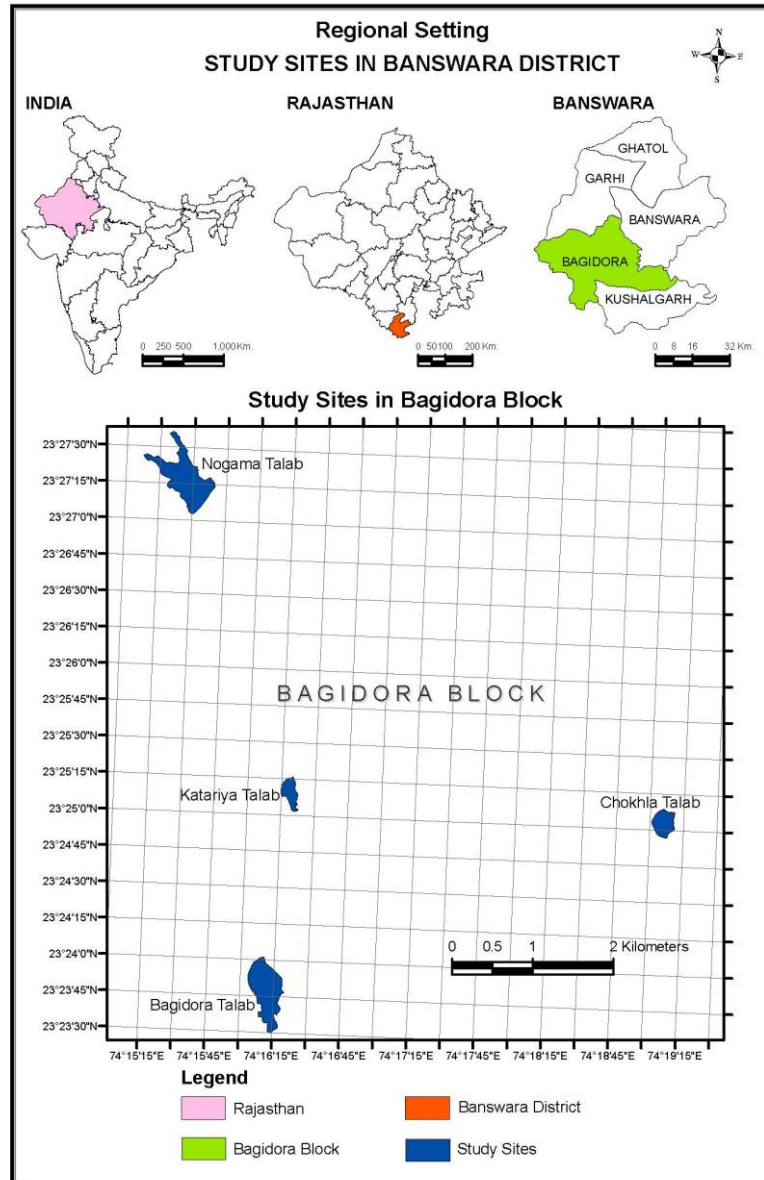 Regional Setting
STUDY SITES IN BANSWARA DISTRICT
N
W E
S
INDIA
RAJASTHAN
BANSWARA
GHATOL
GARHI
BANSWARA
BAGIDORA
KUSHALGARH
0 250 500 1,000 Km.
0 50 100 200 Km.
0 8 16 32 Km.
Study Sites in Bagidora Block
23°27'30"N
Nogama Talab
23°27'15"N
23°27'0"N
23°26'45"N
23°26'30"N
23°26'15"N
23°26'0"N
BAGIDORA BLOCK
23°25'45"N
23°25'30"N
23°25'15"N
Katariya Talab
Chokhla Talab
23°25'0"N
23°24'45"N
23°24'30"N
23°24'15"N
23°24'0"N
0 0.5 1 2 Kilometers
23°23'45"N
Bagidora Talab
23°23'30"N
74°15'15"E 74°15'45"E 74°16'15"E 74°16'45"E 74°17'15"E 74°17'45"E 74°18'15"E 74°18'45"E 74°19'15"E
Legend
Rajasthan
Banswara District
Bagidora Block
Study Sites